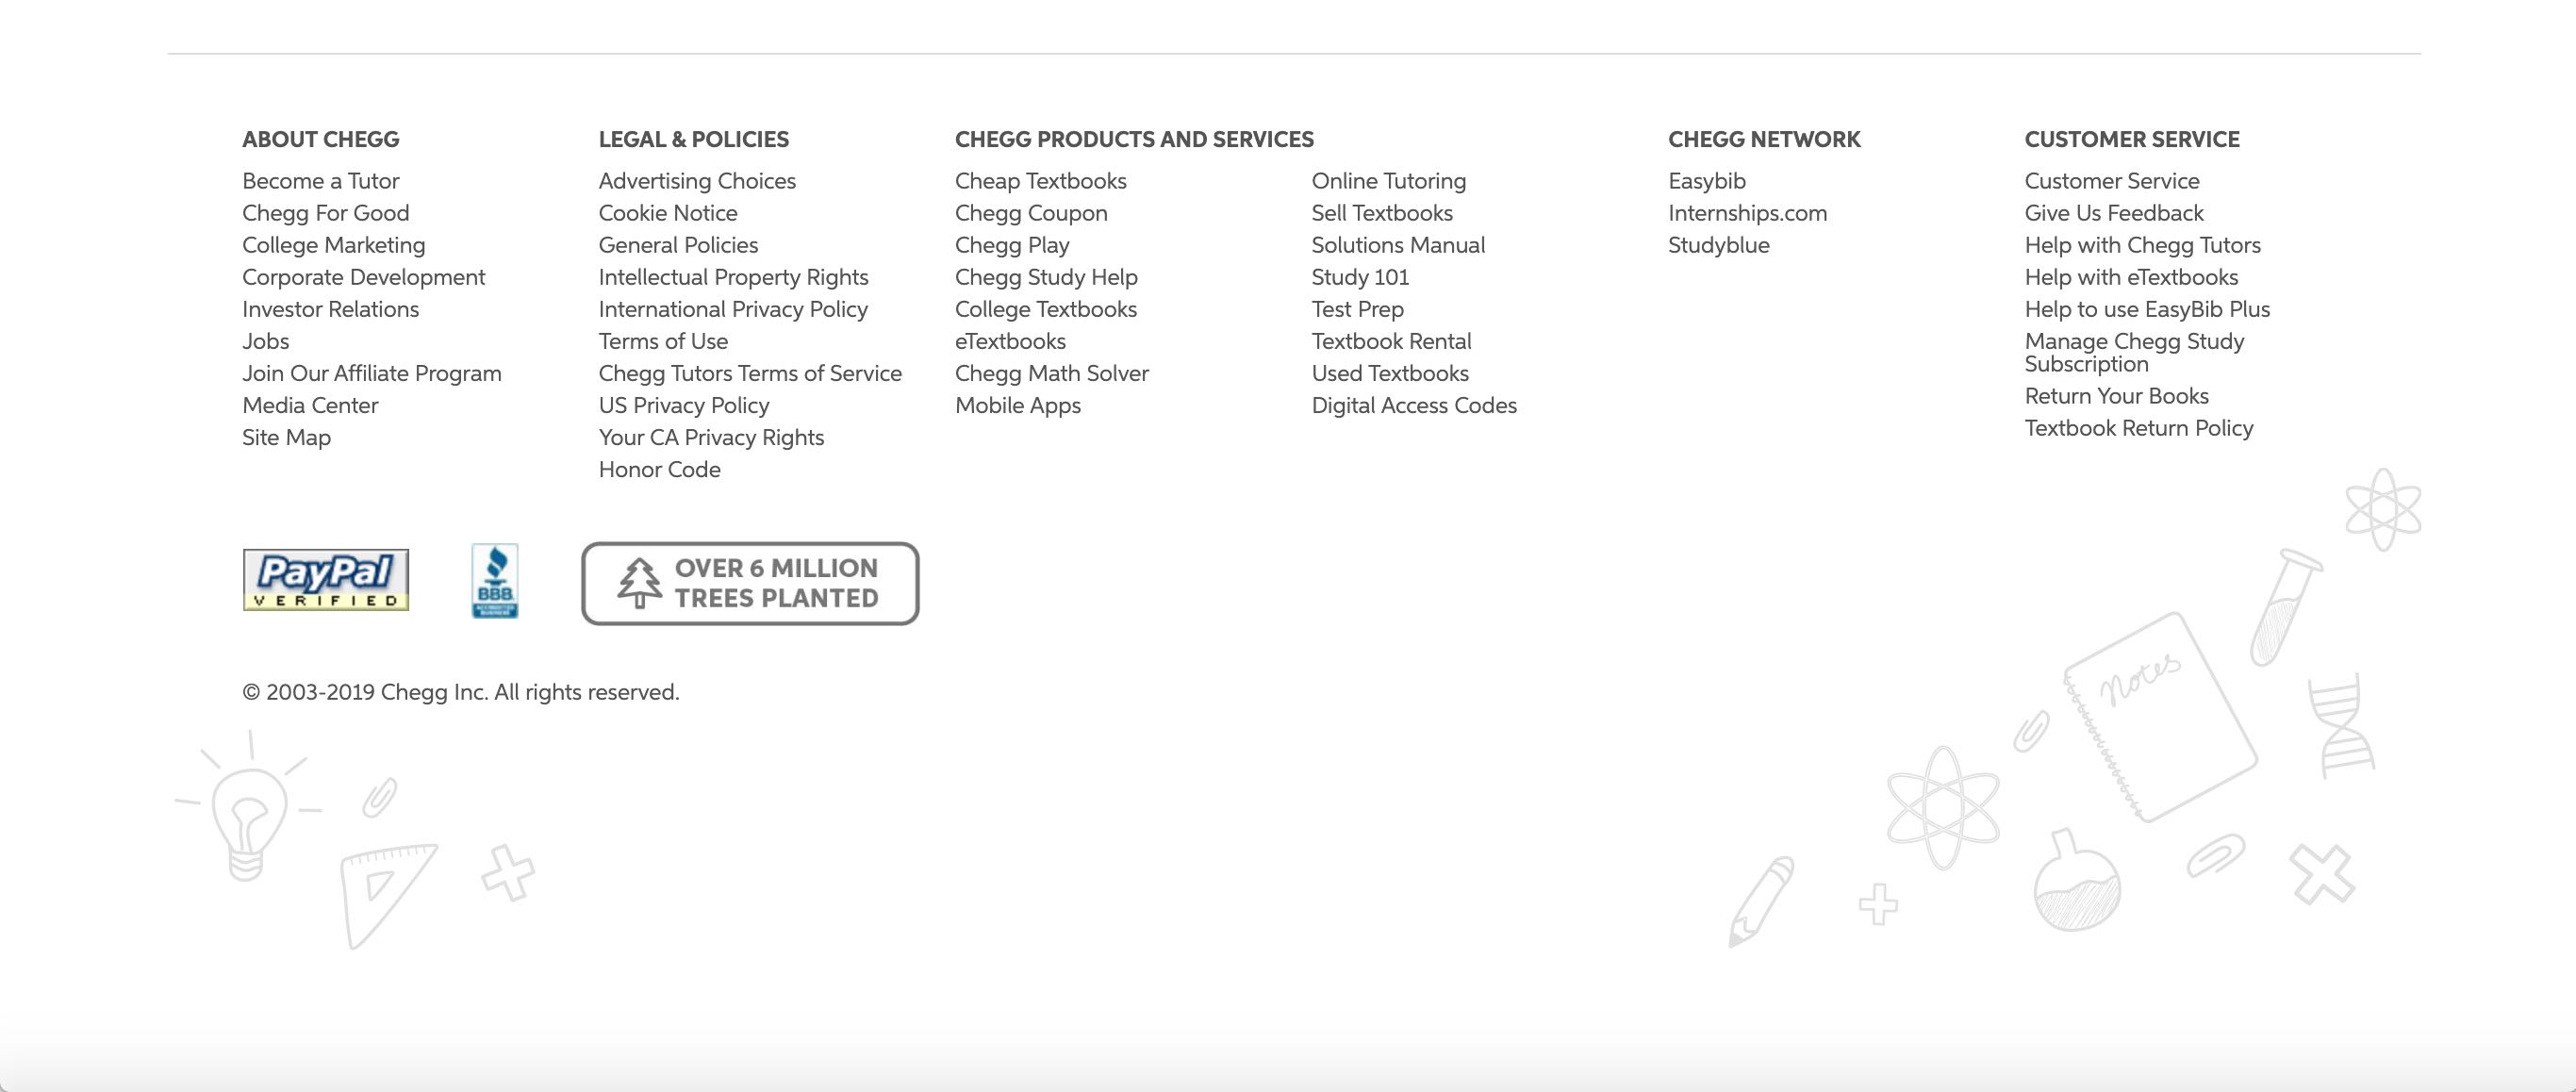 ABOUT CHEGG
Become a Tutor
Chegg For Good
College Marketing
Corporate Development
Investor Relations
Jobs
Join Our Affiliate Program
Media Center
Site Map
LEGAL & POLICIES
Advertising Choices
Cookie Notice
General Policies
Intellectual Property Rights
International Privacy Policy
Terms of Use
Chegg Tutors Terms of Service
US Privacy Policy
Your CA Privacy Rights
Honor Code
CHEGG PRODUCTS AND SERVICES
Cheap Textbooks
Chegg Coupon
Chegg Play
Chegg Study Help
College Textbooks
eTextbooks
Chegg Math Solver
Mobile Apps
Online Tutoring
Sell Textbooks
Solutions Manual
Study 101
Test Prep
Textbook Rental
Used Textbooks
Digital Access Codes
CHEGG NETWORK
Easybib
Internships.com
Studyblue
CUSTOMER SERVICE
Customer Service
Give Us Feedback
Help with Chegg Tutors
Help with eTextbooks
Help to use EasyBib Plus
Manage Chegg Study
Subscription
Return Your Books
Textbook Return Policy
PayPal
VERIFIED
BBB
ACCREDITED
BUSINESS
OVER 6 MILLION
TREES PLANTED
© 2003-2019 Chegg Inc. All rights reserved.
Notes